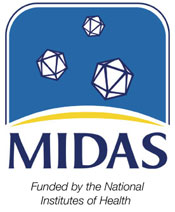 MIDAS
Funded by the National
Institutes of Health